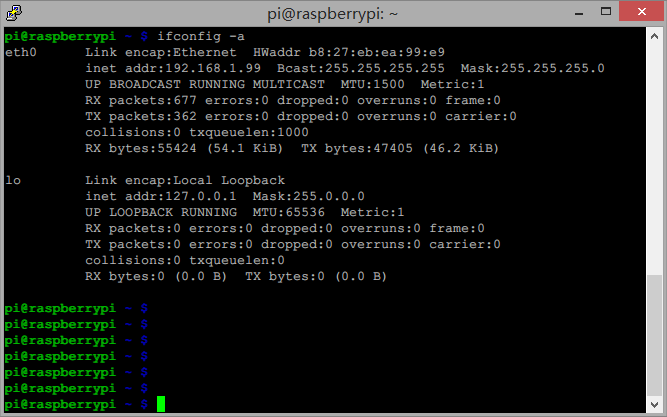 pi@raspberrypi: ~
pi@raspberrypi ~ $ ifconfig -a
eth0      Link encap:Ethernet  HWaddr b8:27:eb:ea:99:e9
          inet addr:192.168.1.99  Bcast:255.255.255.255  Mask:255.255.255.0
          UP BROADCAST RUNNING MULTICAST  MTU:1500  Metric:1
          RX packets:677 errors:0 dropped:0 overruns:0 frame:0
          TX packets:362 errors:0 dropped:0 overruns:0 carrier:0
          collisions:0 txqueuelen:1000
          RX bytes:55424 (54.1 KiB)  TX bytes:47405 (46.2 KiB)

lo        Link encap:Local Loopback
          inet addr:127.0.0.1  Mask:255.0.0.0
          UP LOOPBACK RUNNING  MTU:65536  Metric:1
          RX packets:0 errors:0 dropped:0 overruns:0 frame:0
          TX packets:0 errors:0 dropped:0 overruns:0 carrier:0
          collisions:0 txqueuelen:0
          RX bytes:0 (0.0 B)  TX bytes:0 (0.0 B)

pi@raspberrypi ~ $
pi@raspberrypi ~ $
pi@raspberrypi ~ $
pi@raspberrypi ~ $
pi@raspberrypi ~ $
pi@raspberrypi ~ $
pi@raspberrypi ~ $